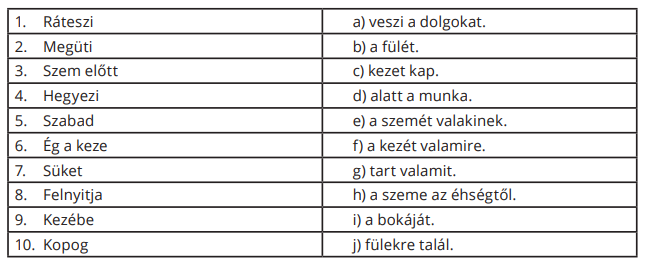 1. Ráteszi a) veszi a dolgokat.
2. Megüti b) a fülét.
3. Szem előtt c) kezet kap.
4. Hegyezi d) alatt a munka.
5. Szabad e) a szemét valakinek.
6. Ég a keze f) a kezét valamire.
7. Süket g) tart valamit.
8. Felnyitja h) a szeme az éhségtől.
9. Kezébe i) a bokáját.
10. Kopog j) fülekre talál.